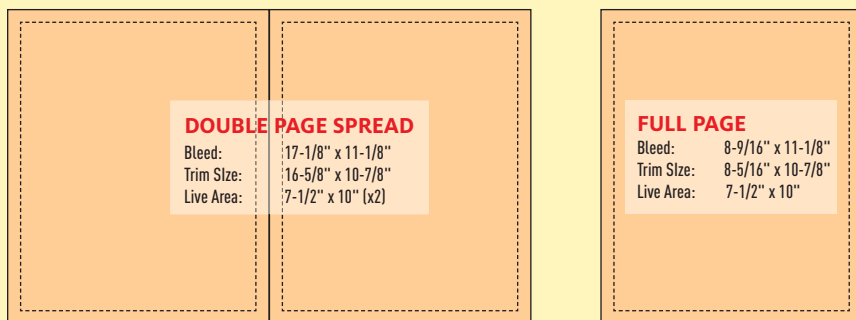 DOUBLE PAGE SPREAD
Bleed: 17-1/8" x 11-1/8"
Trim SIze: 16-5/8" x 10-7/8"
Live Area: 7-1/2" x 10" (x2)
FULL PAGE
Bleed: 8-9/16" x 11-1/8"
Trim SIze: 8-5/16" x 10-7/8"
Live Area: 7-1/2" x 10"